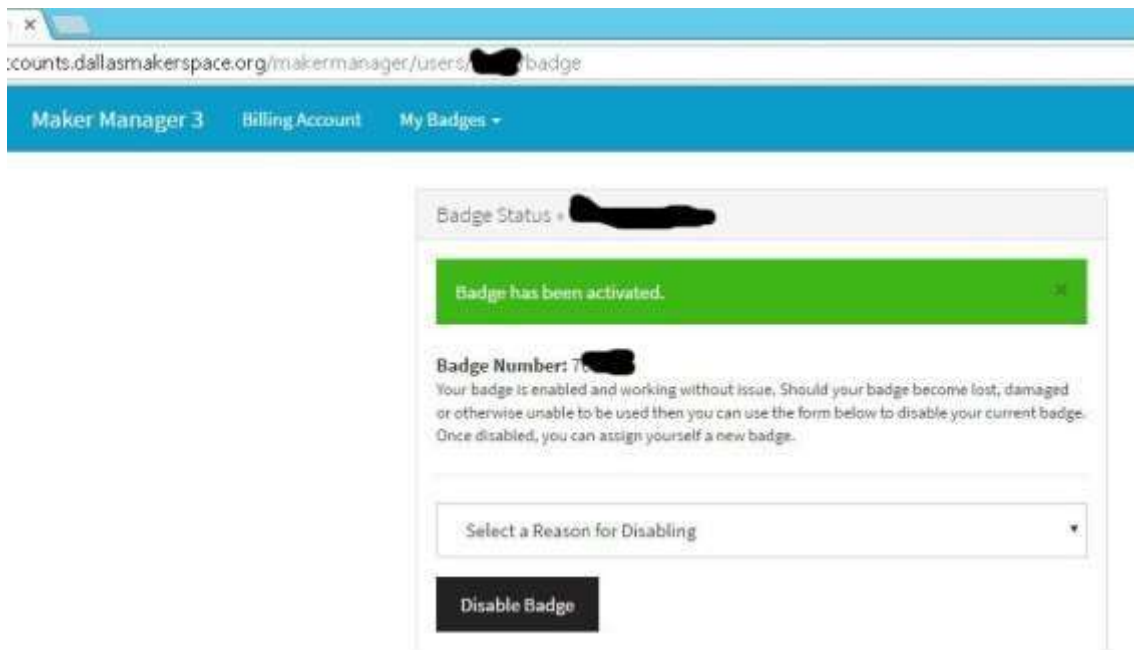 ccounts.dallasmakerspace.org/makermanager/users/ /badge
Maker Manager 3 Billing Account My Badges
Badge Status »
Badge has been activated. ×
Badge Number: 7
Your badge is enabled and working without issue. Should your badge become lost, damaged
or otherwise unable to be used then you can use the form below to disable your current badge.
Once disabled, you can assign yourself a new badge.
Select a Reason for Disabling
Disable Badge